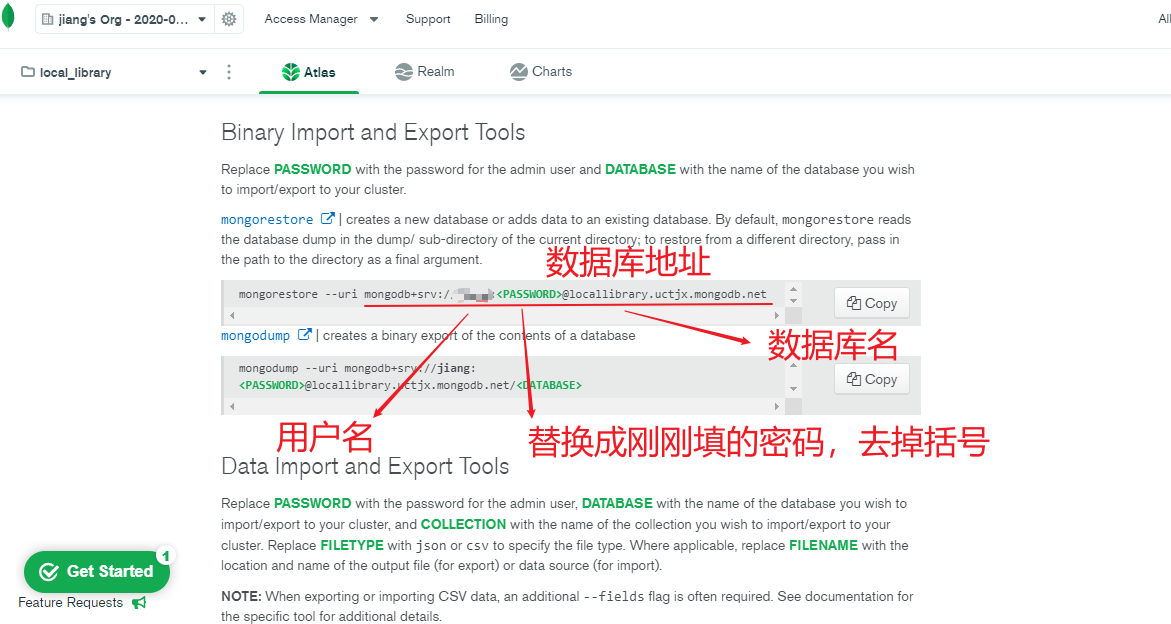 jiang's Org - 2020-0...
Access Manager
Support
Billing
All
local_library
Atlas
Realm
Charts
Binary Import and Export Tools
Replace PASSWORD with the password for the admin user and DATABASE with the name of the database you wish
to import/export to your cluster.
mongorestore | creates a new database or adds data to an existing database. By default, mongorestore reads
the database dump in the dump/ sub-directory of the current directory; to restore from a different directory, pass in
the path to the directory as a final argument.
数据库地址
mongorestore --uri mongodb+srv:/ :<PASSWORD>@locallibrary.uctjx.mongodb.net
Copy
mongodump | creates a binary export of the contents of a database
数据库名
mongodump --uri mongodb+srv://jiang:
<PASSWORD>@locallibrary.uctjx.mongodb.net/<DATABASE>
Copy
用户名
替换成刚刚填的密码，去掉括号
Data Import and Export Tools
Replace PASSWORD with the password for the admin user, DATABASE with the name of the database you wish to
import/export to your cluster, and COLLECTION with the name of the collection you wish to import/export to your
cluster. Replace FILETYPE with json or csv to specify the file type. Where applicable, replace FILENAME with the
location and name of the output file (for export) or data source (for import).
NOTE: When exporting or importing CSV data, an additional --fields flag is often required. See documentation for
the specific tool for additional details.
1
Get Started
Feature Requests